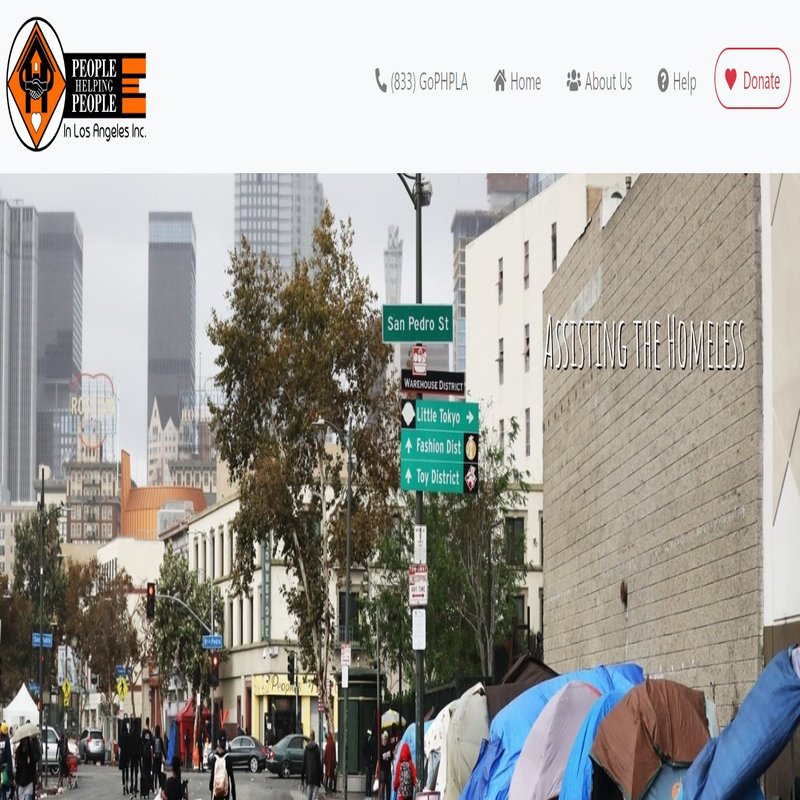 PEOPLE
HELPING
PEOPLE
In Los Angeles Inc.
(833) GoPHPLA
Home
About Us
Help
Donate
San Pedro St
WAREHOUSE DISTRICT
Little Tokyo
Fashion Dist
Toy District
ASSISTING THE HOMELESS